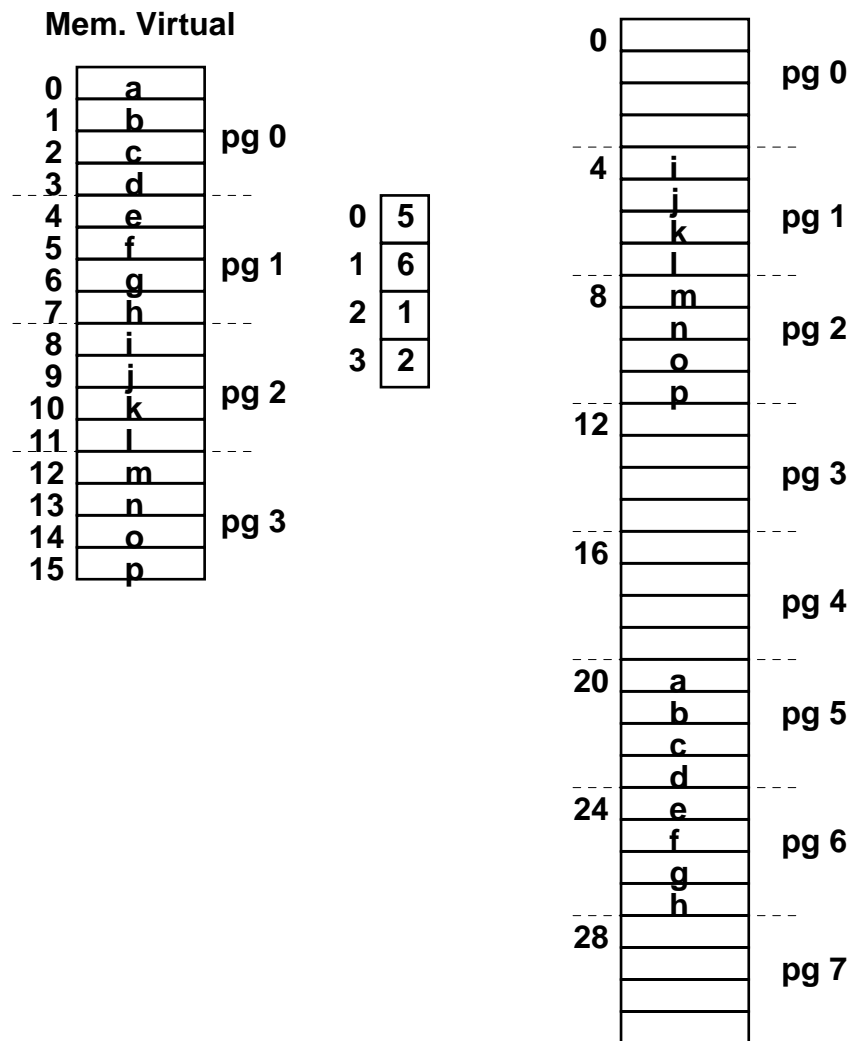 Mem. Virtual
0 a
1 b
2 c
3 d
pg 0
4 e
5 f
6 g
7 h
pg 1
8 i
9 j
10 k
11 l
pg 2
12 m
13 n
14 o
15 p
pg 3
0 5
1 6
2 1
3 2
0
pg 0
4 i
j
k
l
pg 1
8 m
n
o
p
pg 2
12
pg 3
16
pg 4
20 a
b
c
d
pg 5
24 e
f
g
h
pg 6
28
pg 7